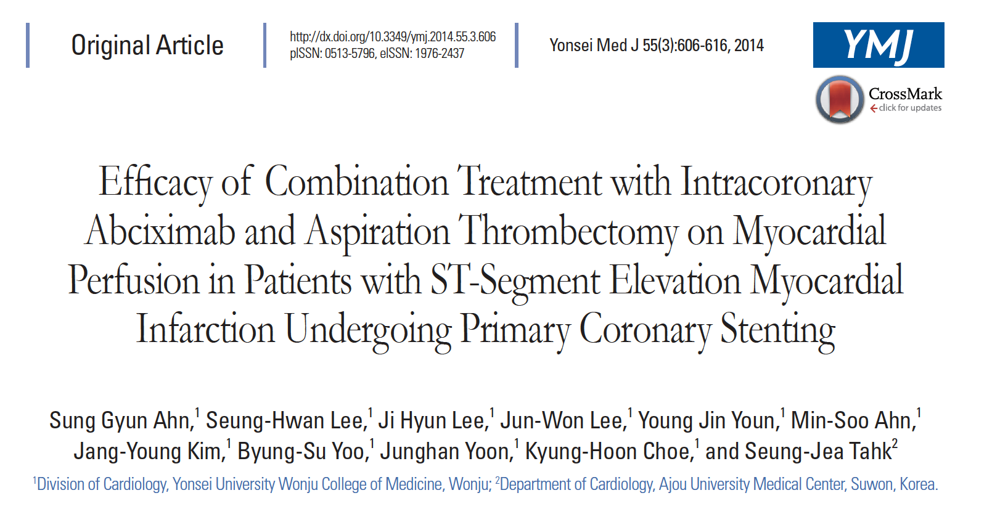 Original Article
http://dx.doi.org/10.3349/ymj.2014.55.3.606
pISSN: 0513-5796, eISSN: 1976-2437
Yonsei Med J 55(3):606-616, 2014
YMJ
CrossMark
click for updates
Efficacy of Combination Treatment with Intracoronary
Abciximab and Aspiration Thrombectomy on Myocardial
Perfusion in Patients with ST-Segment Elevation Myocardial
Infarction Undergoing Primary Coronary Stenting
Sung Gyun Ahn,¹ Seung-Hwan Lee,¹ Ji Hyun Lee,¹ Jun-Won Lee,¹ Young Jin Youn,¹ Min-Soo Ahn,¹
Jang-Young Kim,¹ Byung-Su Yoo,¹ Junghan Yoon,¹ Kyung-Hoon Choe,¹ and Seung-Jea Tahk²
¹Division of Cardiology, Yonsei University Wonju College of Medicine, Wonju; ²Department of Cardiology, Ajou University Medical Center, Suwon, Korea.